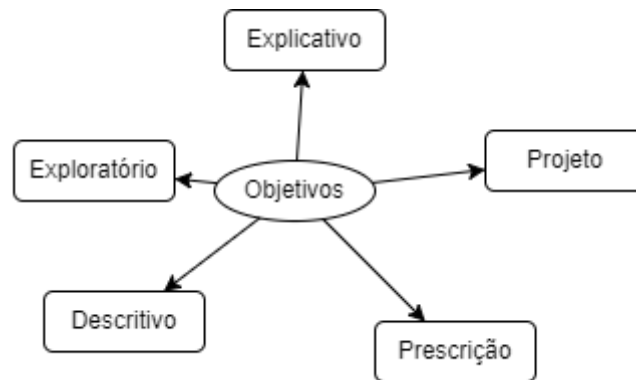 Explicativo
Exploratório
Projeto
Objetivos
Descritivo
Prescrição